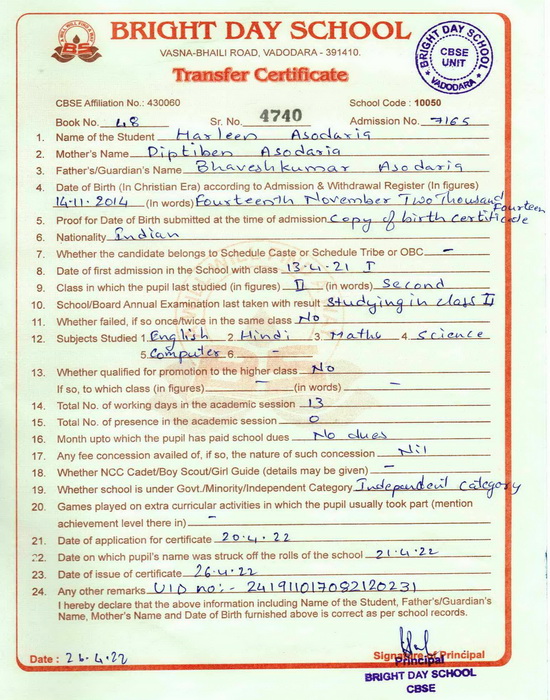 BRIGHT DAY SCHOOL
VASNA-BHAILI ROAD, VADODARA - 391410.
Transfer Certificate
BRIGHT DAY SCHOOL
CBSE
UNIT
VADODARA
CBSE Affiliation No.: 430060 School Code : 10050
Book No. 48 Sr. No. 4740 Admission No. 7165
1. Name of the Student Harleen Asodaria
2. Mother's Name Diptiben Asodaria
3. Father's/Guardian's Name Bhaveshkumar Asodaria
4. Date of Birth (In Christian Era) according to Admission & Withdrawal Register (In figures)
14.11.2014 (In words) Fourteenth November Two Thousand Fourteen
5. Proof for Date of Birth submitted at the time of admission copy of birth certificate
6. Nationality Indian
7. Whether the candidate belongs to Schedule Caste or Schedule Tribe or OBC -
8. Date of first admission in the School with class 13.4.21 I
9. Class in which the pupil last studied (in figures) II (in words) second
10. School/Board Annual Examination last taken with result studying in class II
11. Whether failed, if so once/twice in the same class No
12. Subjects Studied 1. English 2. Hindi 3. Maths 4. Science
5. Computer 6. -
13. Whether qualified for promotion to the higher class No
If so, to which class (in figures) - (in words) -
14. Total No. of working days in the academic session 13
15. Total No. of presence in the academic session 0
16. Month upto which the pupil has paid school dues No dues
17. Any fee concession availed of, if so, the nature of such concession Nil
18. Whether NCC Cadet/Boy Scout/Girl Guide (details may be given) -
19. Whether school is under Govt./Minority/Independent Category Independent category
20. Games played on extra curricular activities in which the pupil usually took part (mention
achievement level there in) -
21. Date of application for certificate 20.4.22
22. Date on which pupil's name was struck off the rolls of the school 21.4.22
23. Date of issue of certificate 26.4.22
24. Any other remarks UID no:- 241911017082120231
I hereby declare that the above information including Name of the Student, Father's/Guardian's
Name, Mother's Name and Date of Birth furnished above is correct as per school records.
Date : 26.4.22 Signature of Principal
Principal
BRIGHT DAY SCHOOL
CBSE